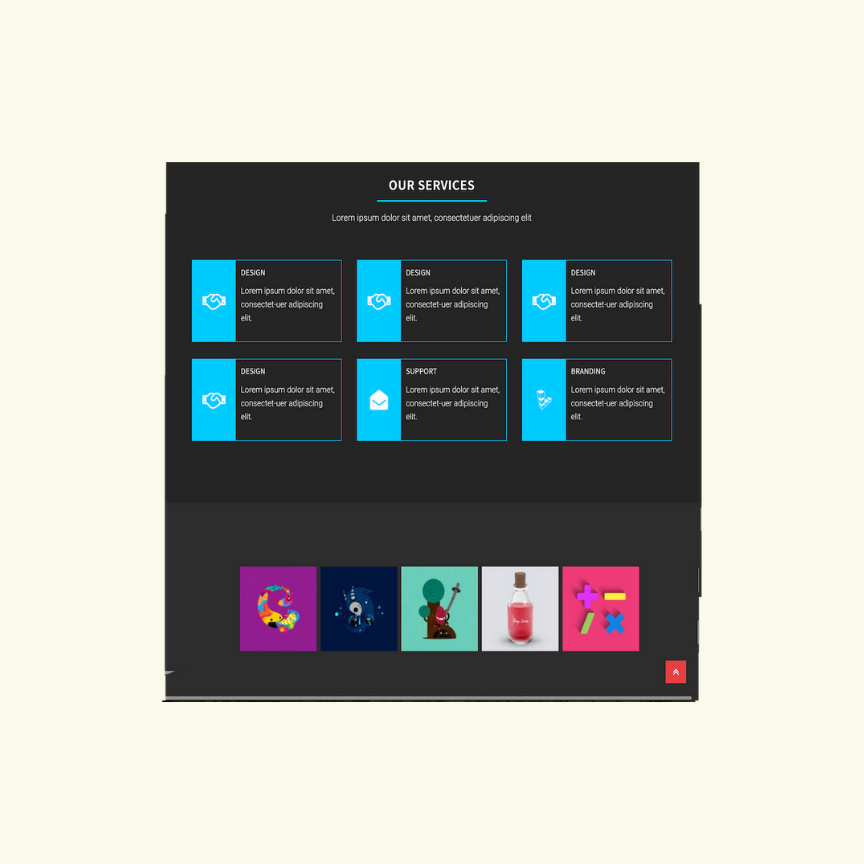 OUR SERVICES
Lorem ipsum dolor sit amet, consectetuer adipiscing elit
DESIGN
Lorem ipsum dolor sit amet,
consectet-uer adipiscing
elit.
DESIGN
Lorem ipsum dolor sit amet,
consectet-uer adipiscing
elit.
DESIGN
Lorem ipsum dolor sit amet,
consectet-uer adipiscing
elit.
DESIGN
Lorem ipsum dolor sit amet,
consectet-uer adipiscing
elit.
SUPPORT
Lorem ipsum dolor sit amet,
consectet-uer adipiscing
elit.
BRANDING
Lorem ipsum dolor sit amet,
consectet-uer adipiscing
elit.